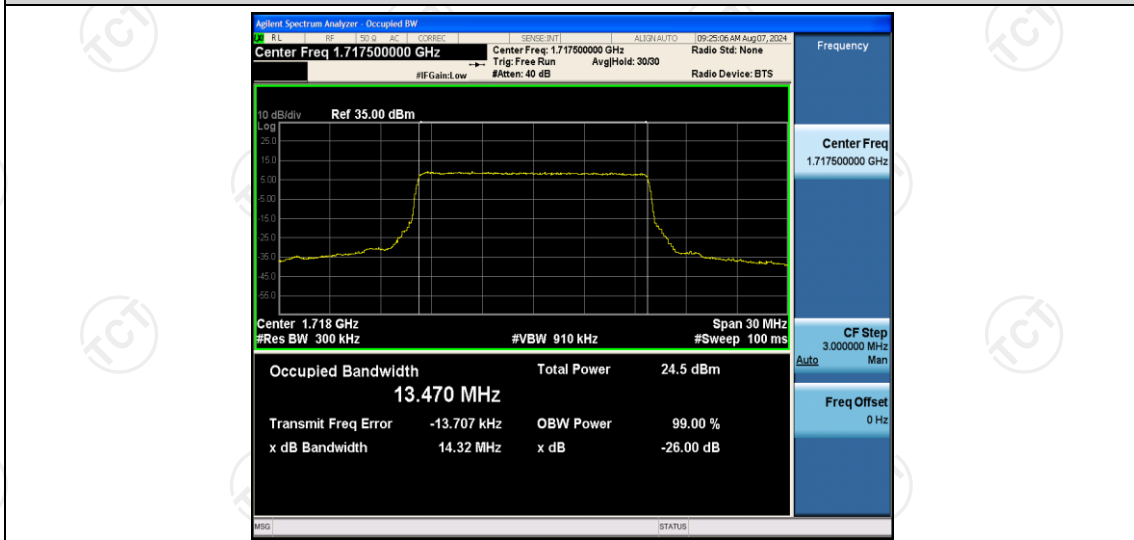 Agilent Spectrum Analyzer - Occupied BW
LXI RL RF 50 Ω AC CORREC SENSE:INT ALIGN AUTO 09:25:06 AM Aug 07, 2024
Center Freq 1.717500000 GHz Center Freq: 1.717500000 GHz Radio Std: None
Trig: Free Run Avg|Hold: 30/30
#IFGain:Low #Atten: 40 dB Radio Device: BTS
Frequency
10 dB/div Ref 35.00 dBm
Log
25.0
15.0
5.00
-5.00
-15.0
-25.0
-35.0
-45.0
-55.0
Center 1.718 GHz Span 30 MHz
#Res BW 300 kHz #VBW 910 kHz #Sweep 100 ms
Occupied Bandwidth Total Power 24.5 dBm
13.470 MHz
Transmit Freq Error -13.707 kHz OBW Power 99.00 %
x dB Bandwidth 14.32 MHz x dB -26.00 dB
Center Freq
1.717500000 GHz
CF Step
3.000000 MHz
Auto Man
Freq Offset
0 Hz
MSG STATUS
TCT
TCT
TCT
TCT